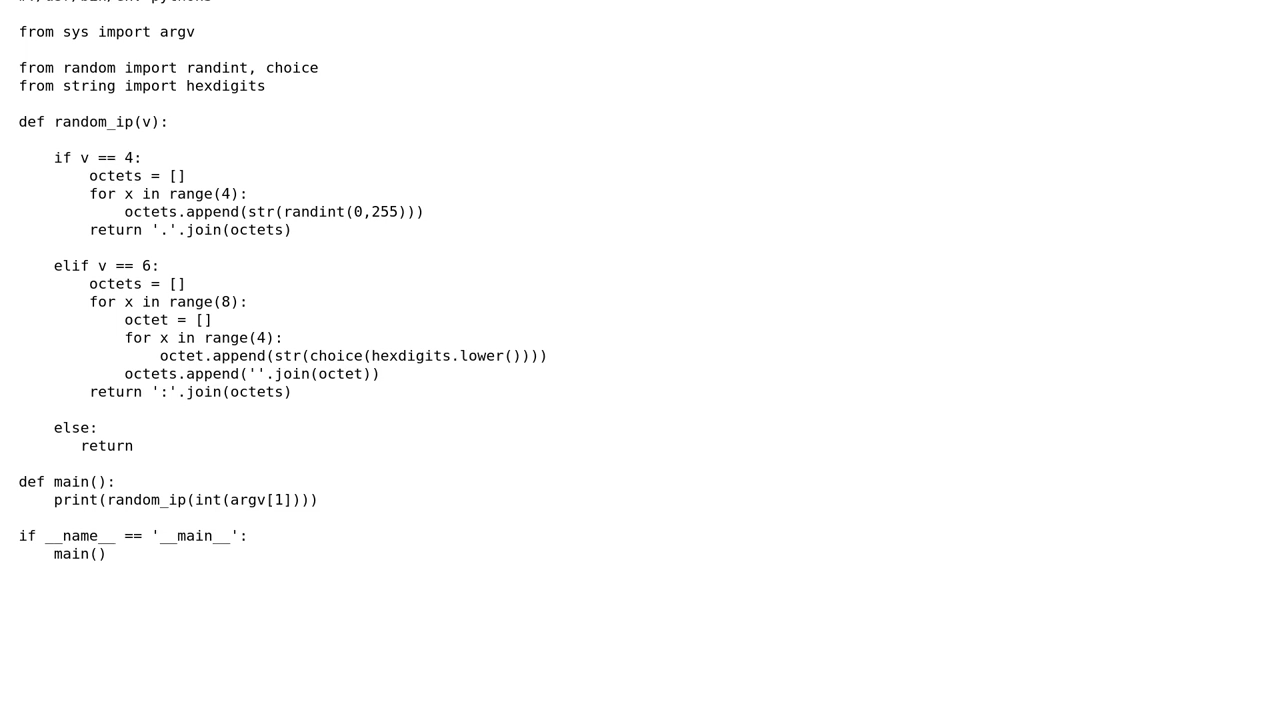 from sys import argv

from random import randint, choice
from string import hexdigits

def random_ip(v):

    if v == 4:
        octets = []
        for x in range(4):
            octets.append(str(randint(0,255)))
        return '.'.join(octets)

    elif v == 6:
        octets = []
        for x in range(8):
            octet = []
            for x in range(4):
                octet.append(str(choice(hexdigits.lower())))
            octets.append(''.join(octet))
        return ':'.join(octets)

    else:
       return

def main():
    print(random_ip(int(argv[1])))

if __name__ == '__main__':
    main()